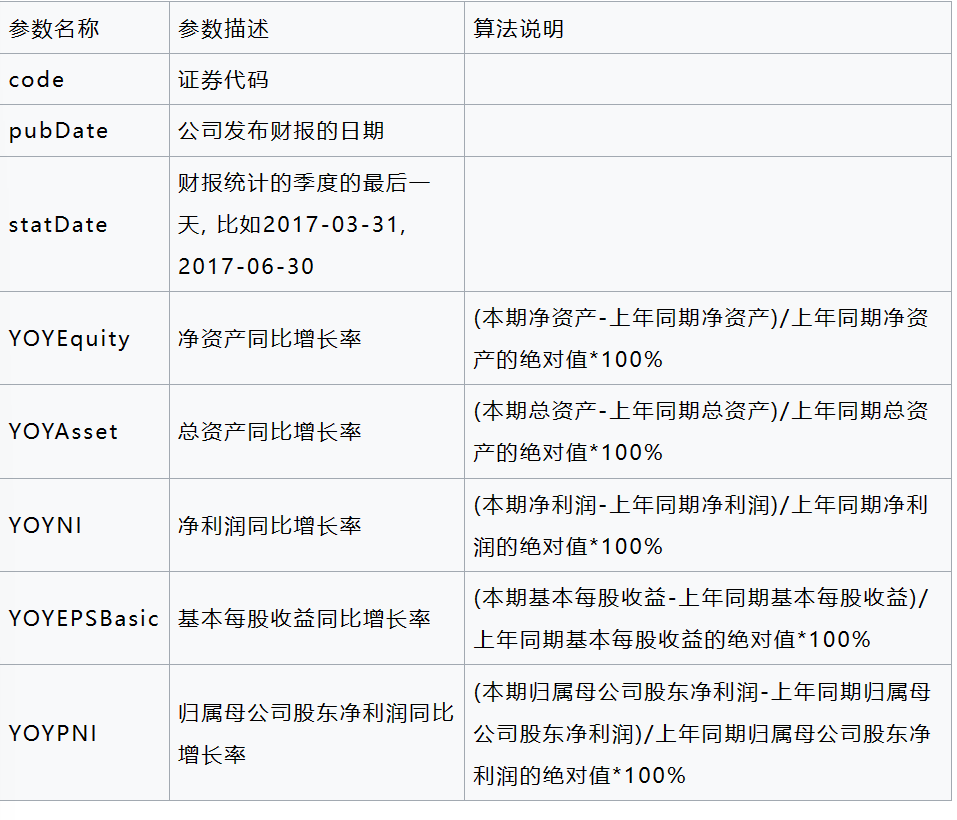 参数名称 参数描述 算法说明
code 证券代码
pubDate 公司发布财报的日期
statDate 财报统计的季度的最后一
天, 比如2017-03-31,
2017-06-30
YOYEquity 净资产同比增长率 (本期净资产-上年同期净资产)/上年同期净资
产的绝对值*100%
YOYAsset 总资产同比增长率 (本期总资产-上年同期总资产)/上年同期总资
产的绝对值*100%
YOYNI 净利润同比增长率 (本期净利润-上年同期净利润)/上年同期净利
润的绝对值*100%
YOYEPSBasic 基本每股收益同比增长率 (本期基本每股收益-上年同期基本每股收益)/
上年同期基本每股收益的绝对值*100%
YOYPNI 归属母公司股东净利润同比
增长率
(本期归属母公司股东净利润-上年同期归属母
公司股东净利润)/上年同期归属母公司股东净
利润的绝对值*100%